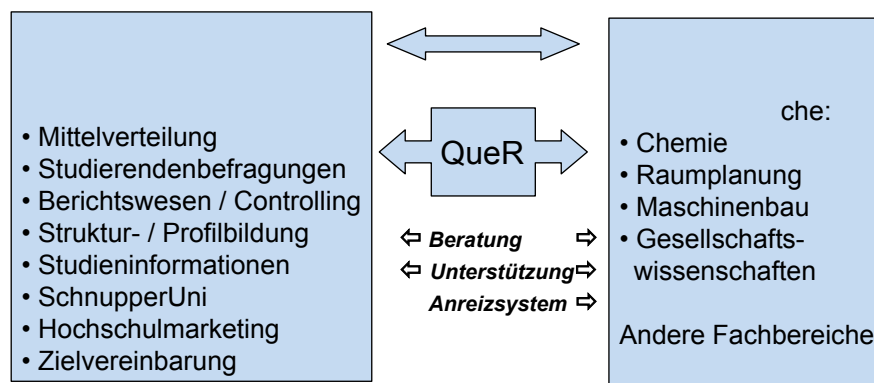 • Mittelverteilung
• Studierendenbefragungen
• Berichtswesen / Controlling
• Struktur- / Profilbildung
• Studieninformationen
• SchnupperUni
• Hochschulmarketing
• Zielvereinbarung
QueR
⇦ Beratung ⇨
⇦ Unterstützung ⇨
Anreizsystem ⇨
che:
• Chemie
• Raumplanung
• Maschinenbau
• Gesellschafts-
wissenschaften
Andere Fachbereiche